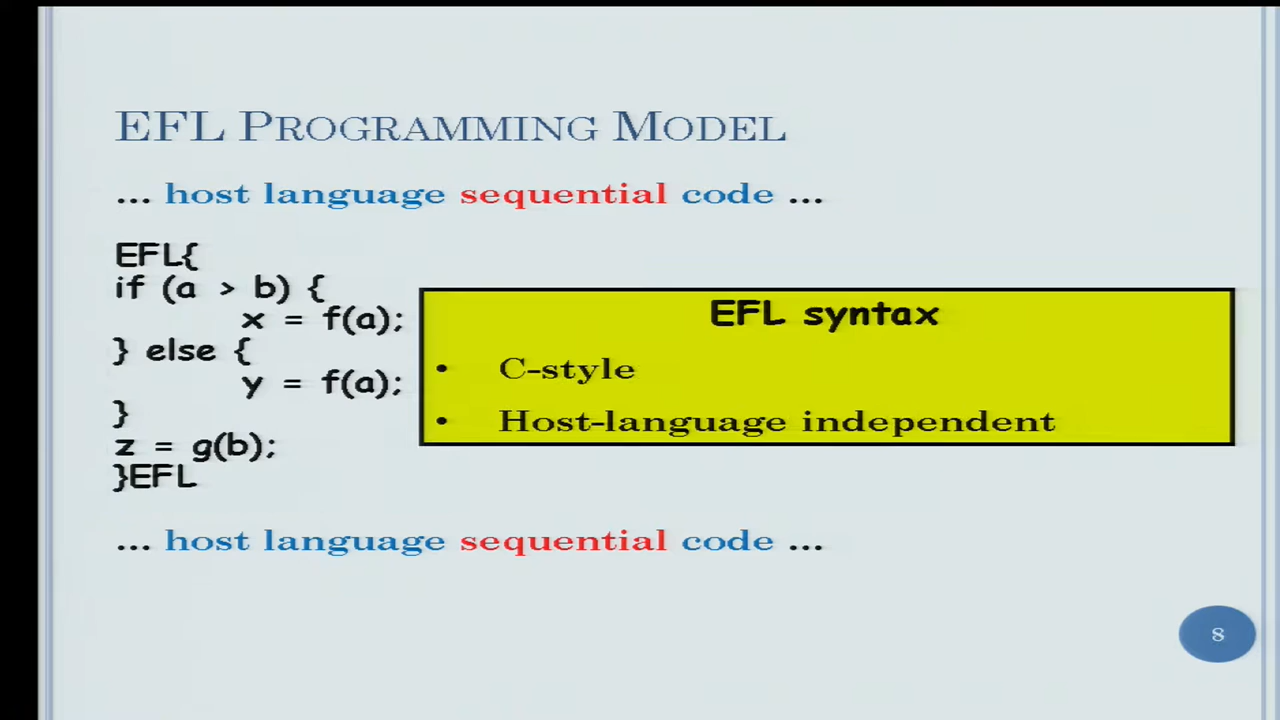 EFL PROGRAMMING MODEL
... host language sequential code ...
EFL{
if (a > b) {
x = f(a);
} else {
y = f(a);
}
z = g(b);
}EFL
EFL syntax
• C-style
• Host-language independent
... host language sequential code ...
8